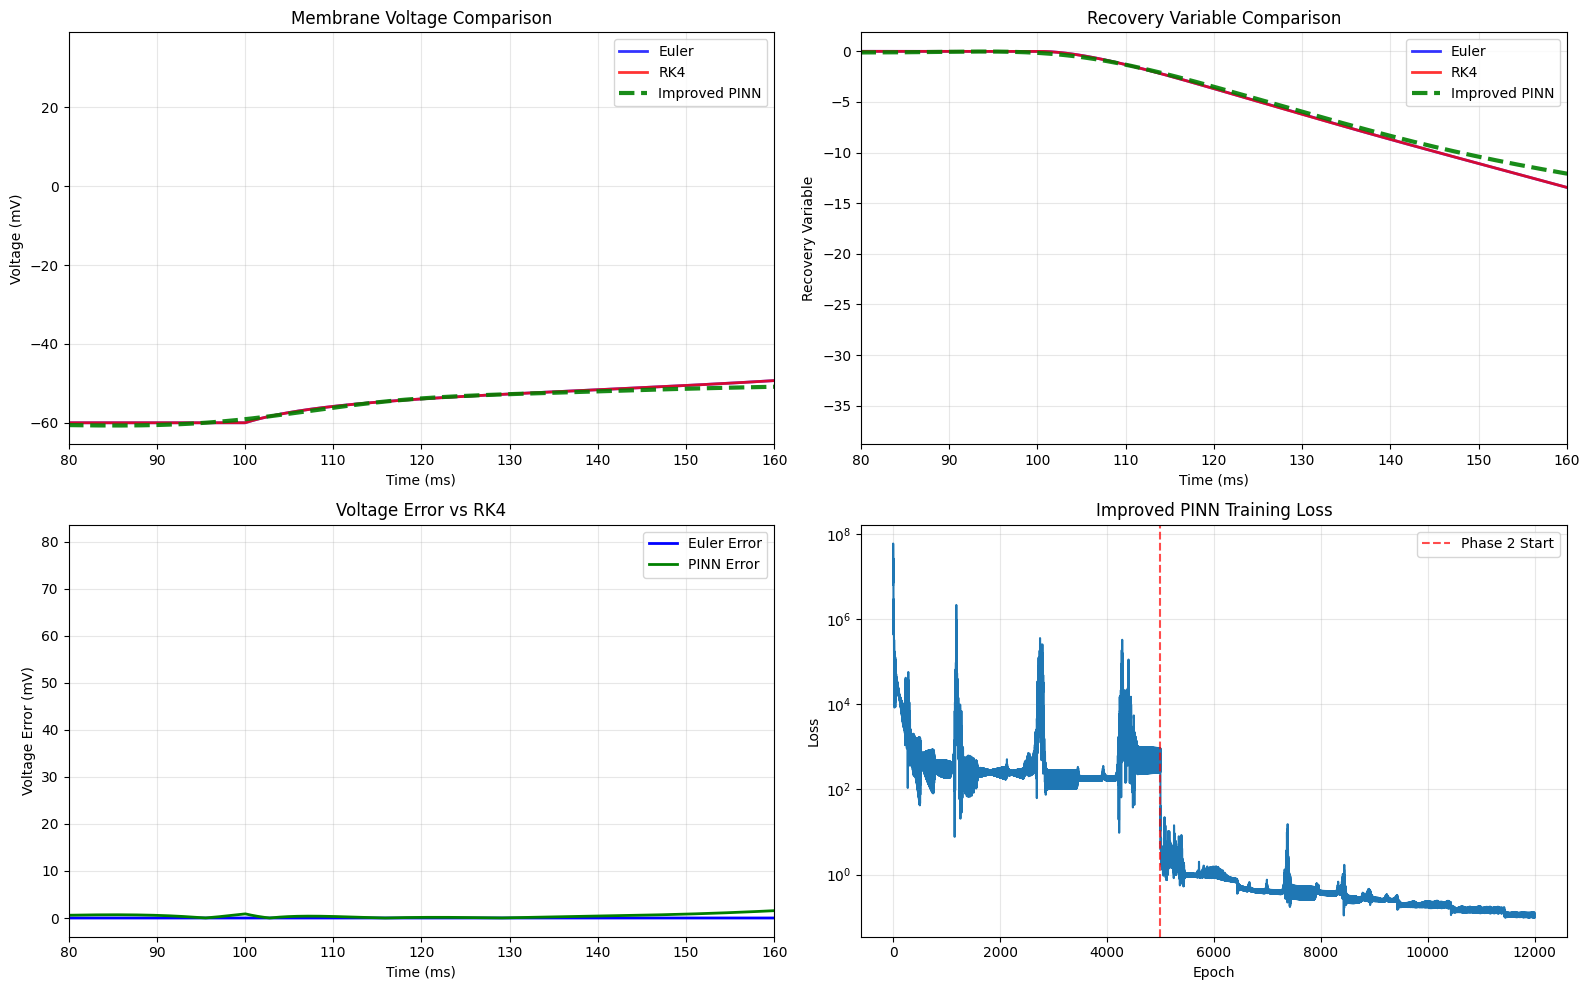 Membrane Voltage Comparison
Voltage (mV)
20
0
−20
−40
−60
Euler
RK4
Improved PINN
80 90 100 110 120 130 140 150 160
Time (ms)
Recovery Variable Comparison
Recovery Variable
0
−5
−10
−15
−20
−25
−30
−35
Euler
RK4
Improved PINN
80 90 100 110 120 130 140 150 160
Time (ms)
Voltage Error vs RK4
Voltage Error (mV)
80
70
60
50
40
30
20
10
0
Euler Error
PINN Error
80 90 100 110 120 130 140 150 160
Time (ms)
Improved PINN Training Loss
Loss
10⁸
10⁶
10⁴
10²
10⁰
Phase 2 Start
0 2000 4000 6000 8000 10000 12000
Epoch